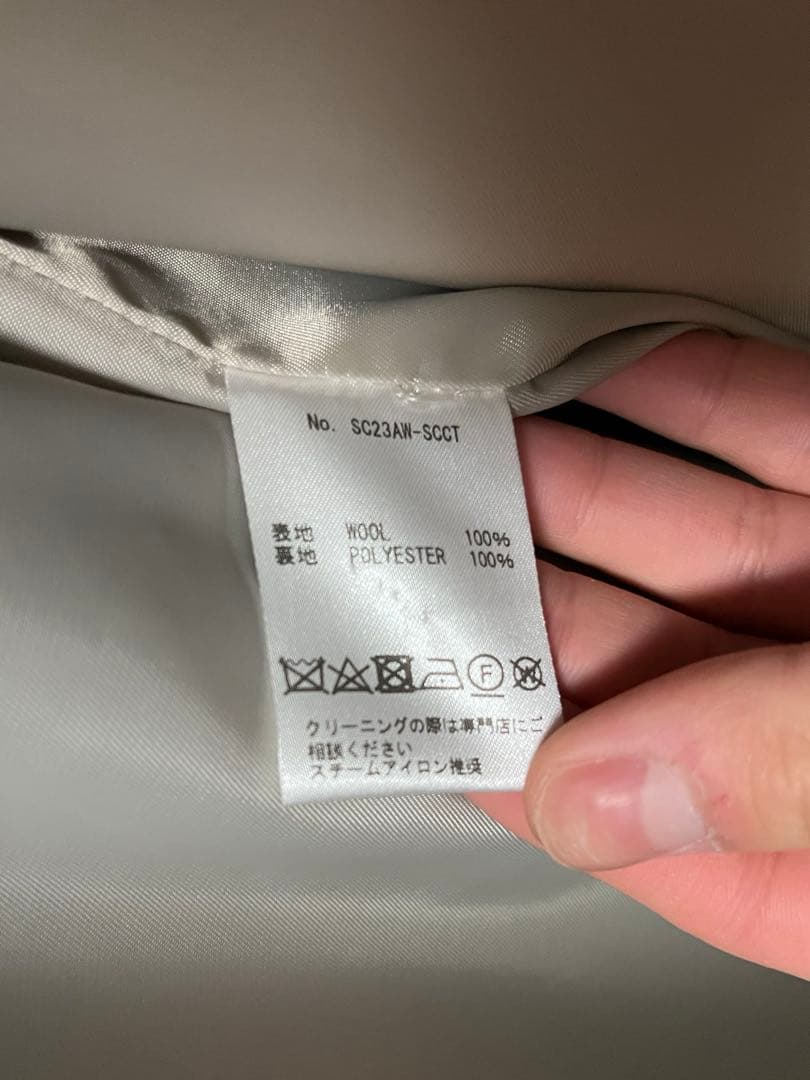 No. SC23AW-SCCT
表地 WOOL 100%
裏地 POLYESTER 100%
F W
クリーニングの際は専門店にご
相談ください
スチームアイロン推奨